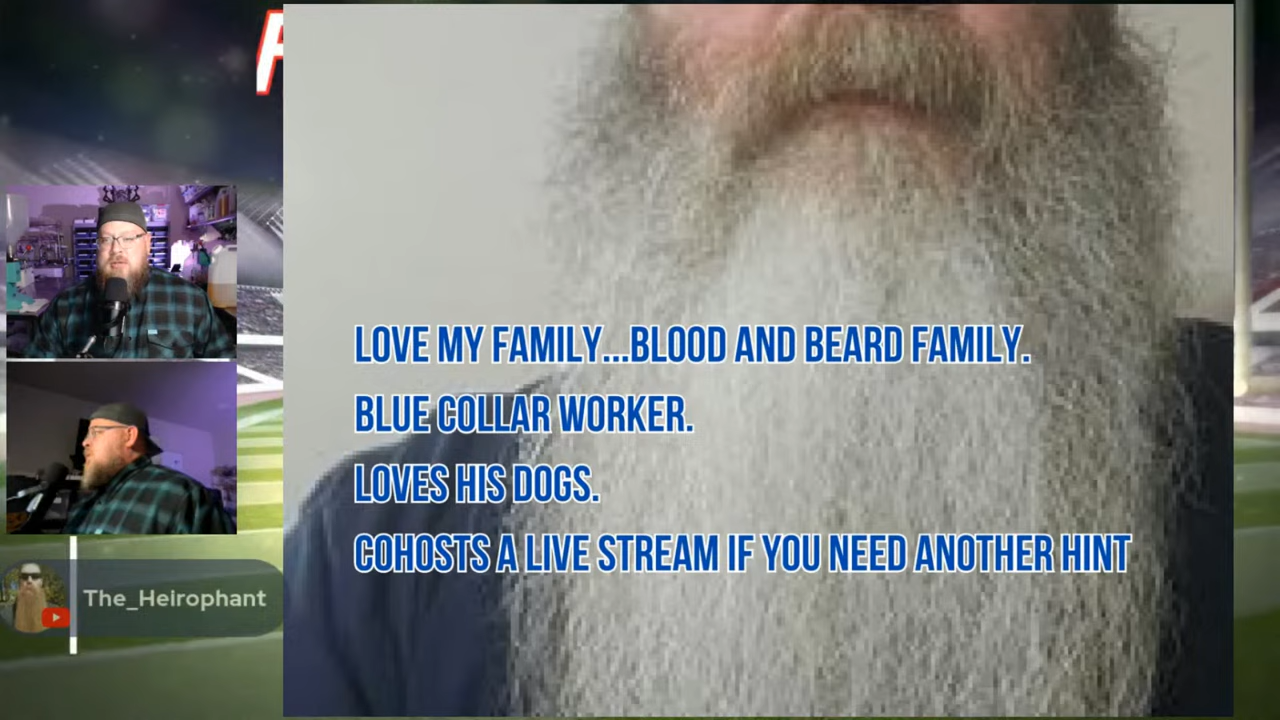 LOVE MY FAMILY...BLOOD AND BEARD FAMILY.
BLUE COLLAR WORKER.
LOVES HIS DOGS.
COHOSTS A LIVE STREAM IF YOU NEED ANOTHER HINT
The_Heirophant